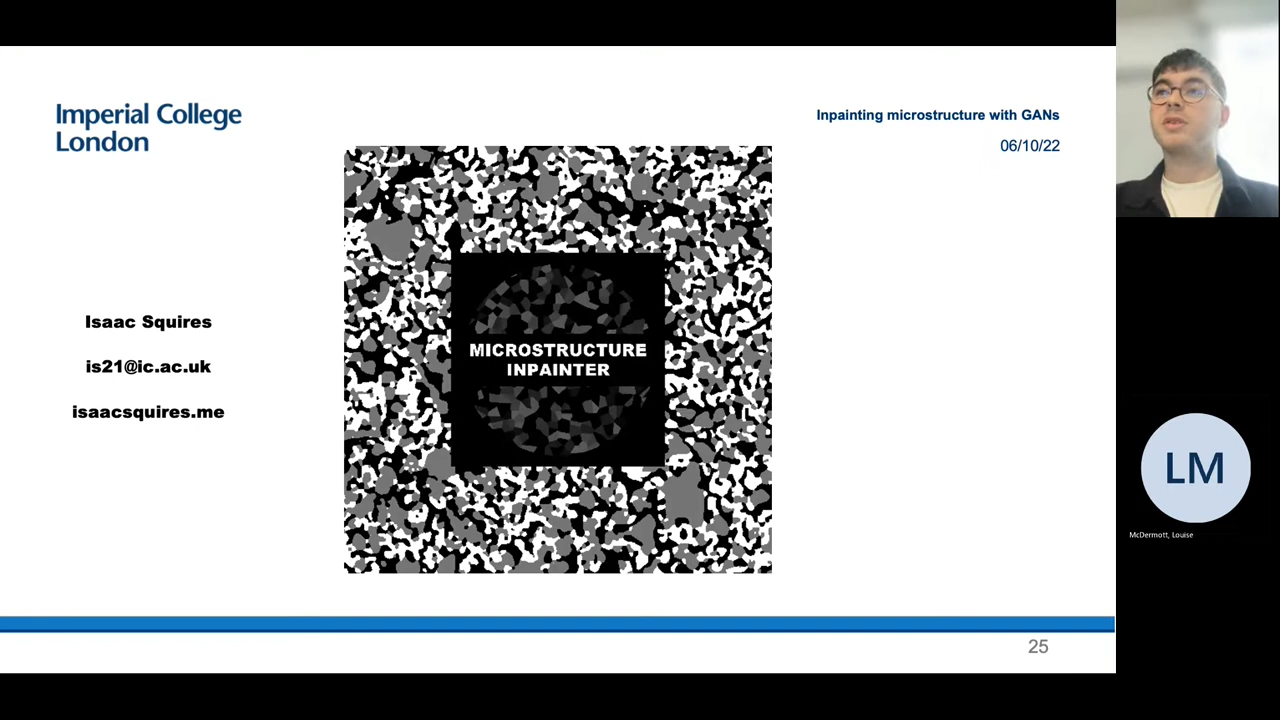 Imperial College
London
Inpainting microstructure with GANs
06/10/22
Isaac Squires
is21@ic.ac.uk
isaacsquires.me
MICROSTRUCTURE
INPAINTER
25
LM
McDermott, Louise